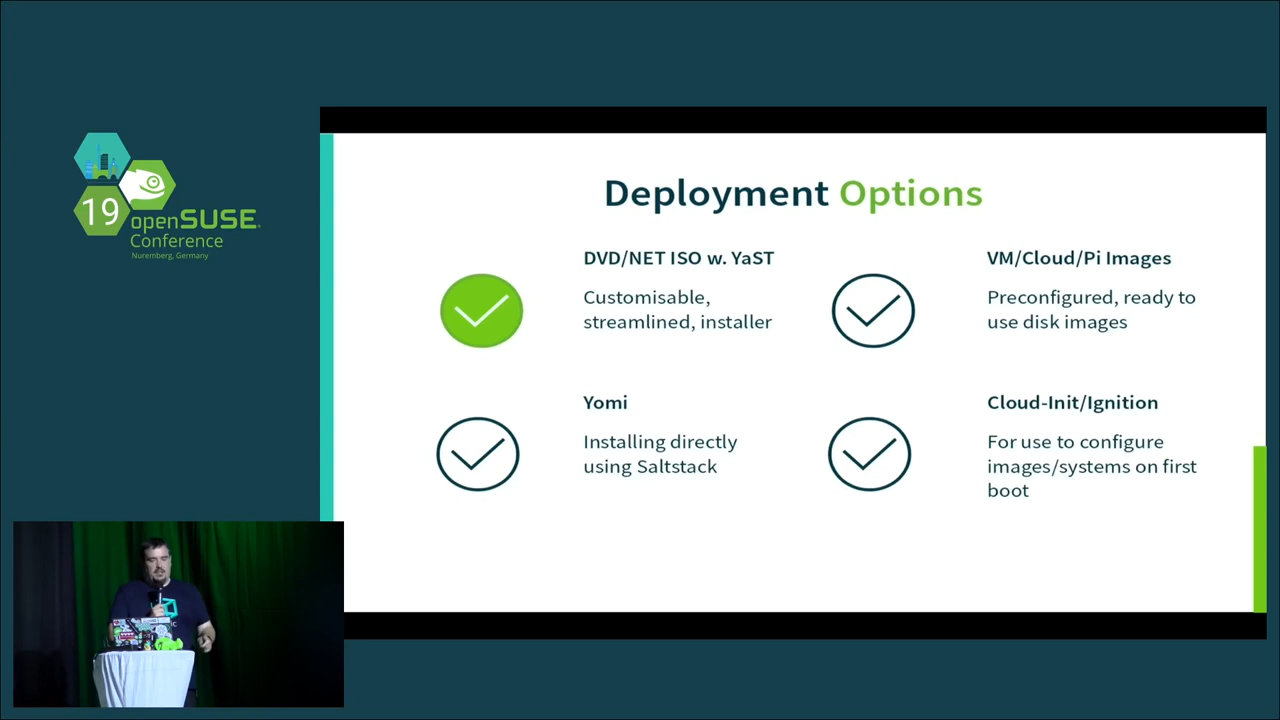 19
openSUSE
Conference
Nuremberg, Germany
Deployment Options
DVD/NET ISO w. YaST
Customisable,
streamlined, installer
VM/Cloud/Pi Images
Preconfigured, ready to
use disk images
Yomi
Installing directly
using Saltstack
Cloud-Init/Ignition
For use to configure
images/systems on first
boot